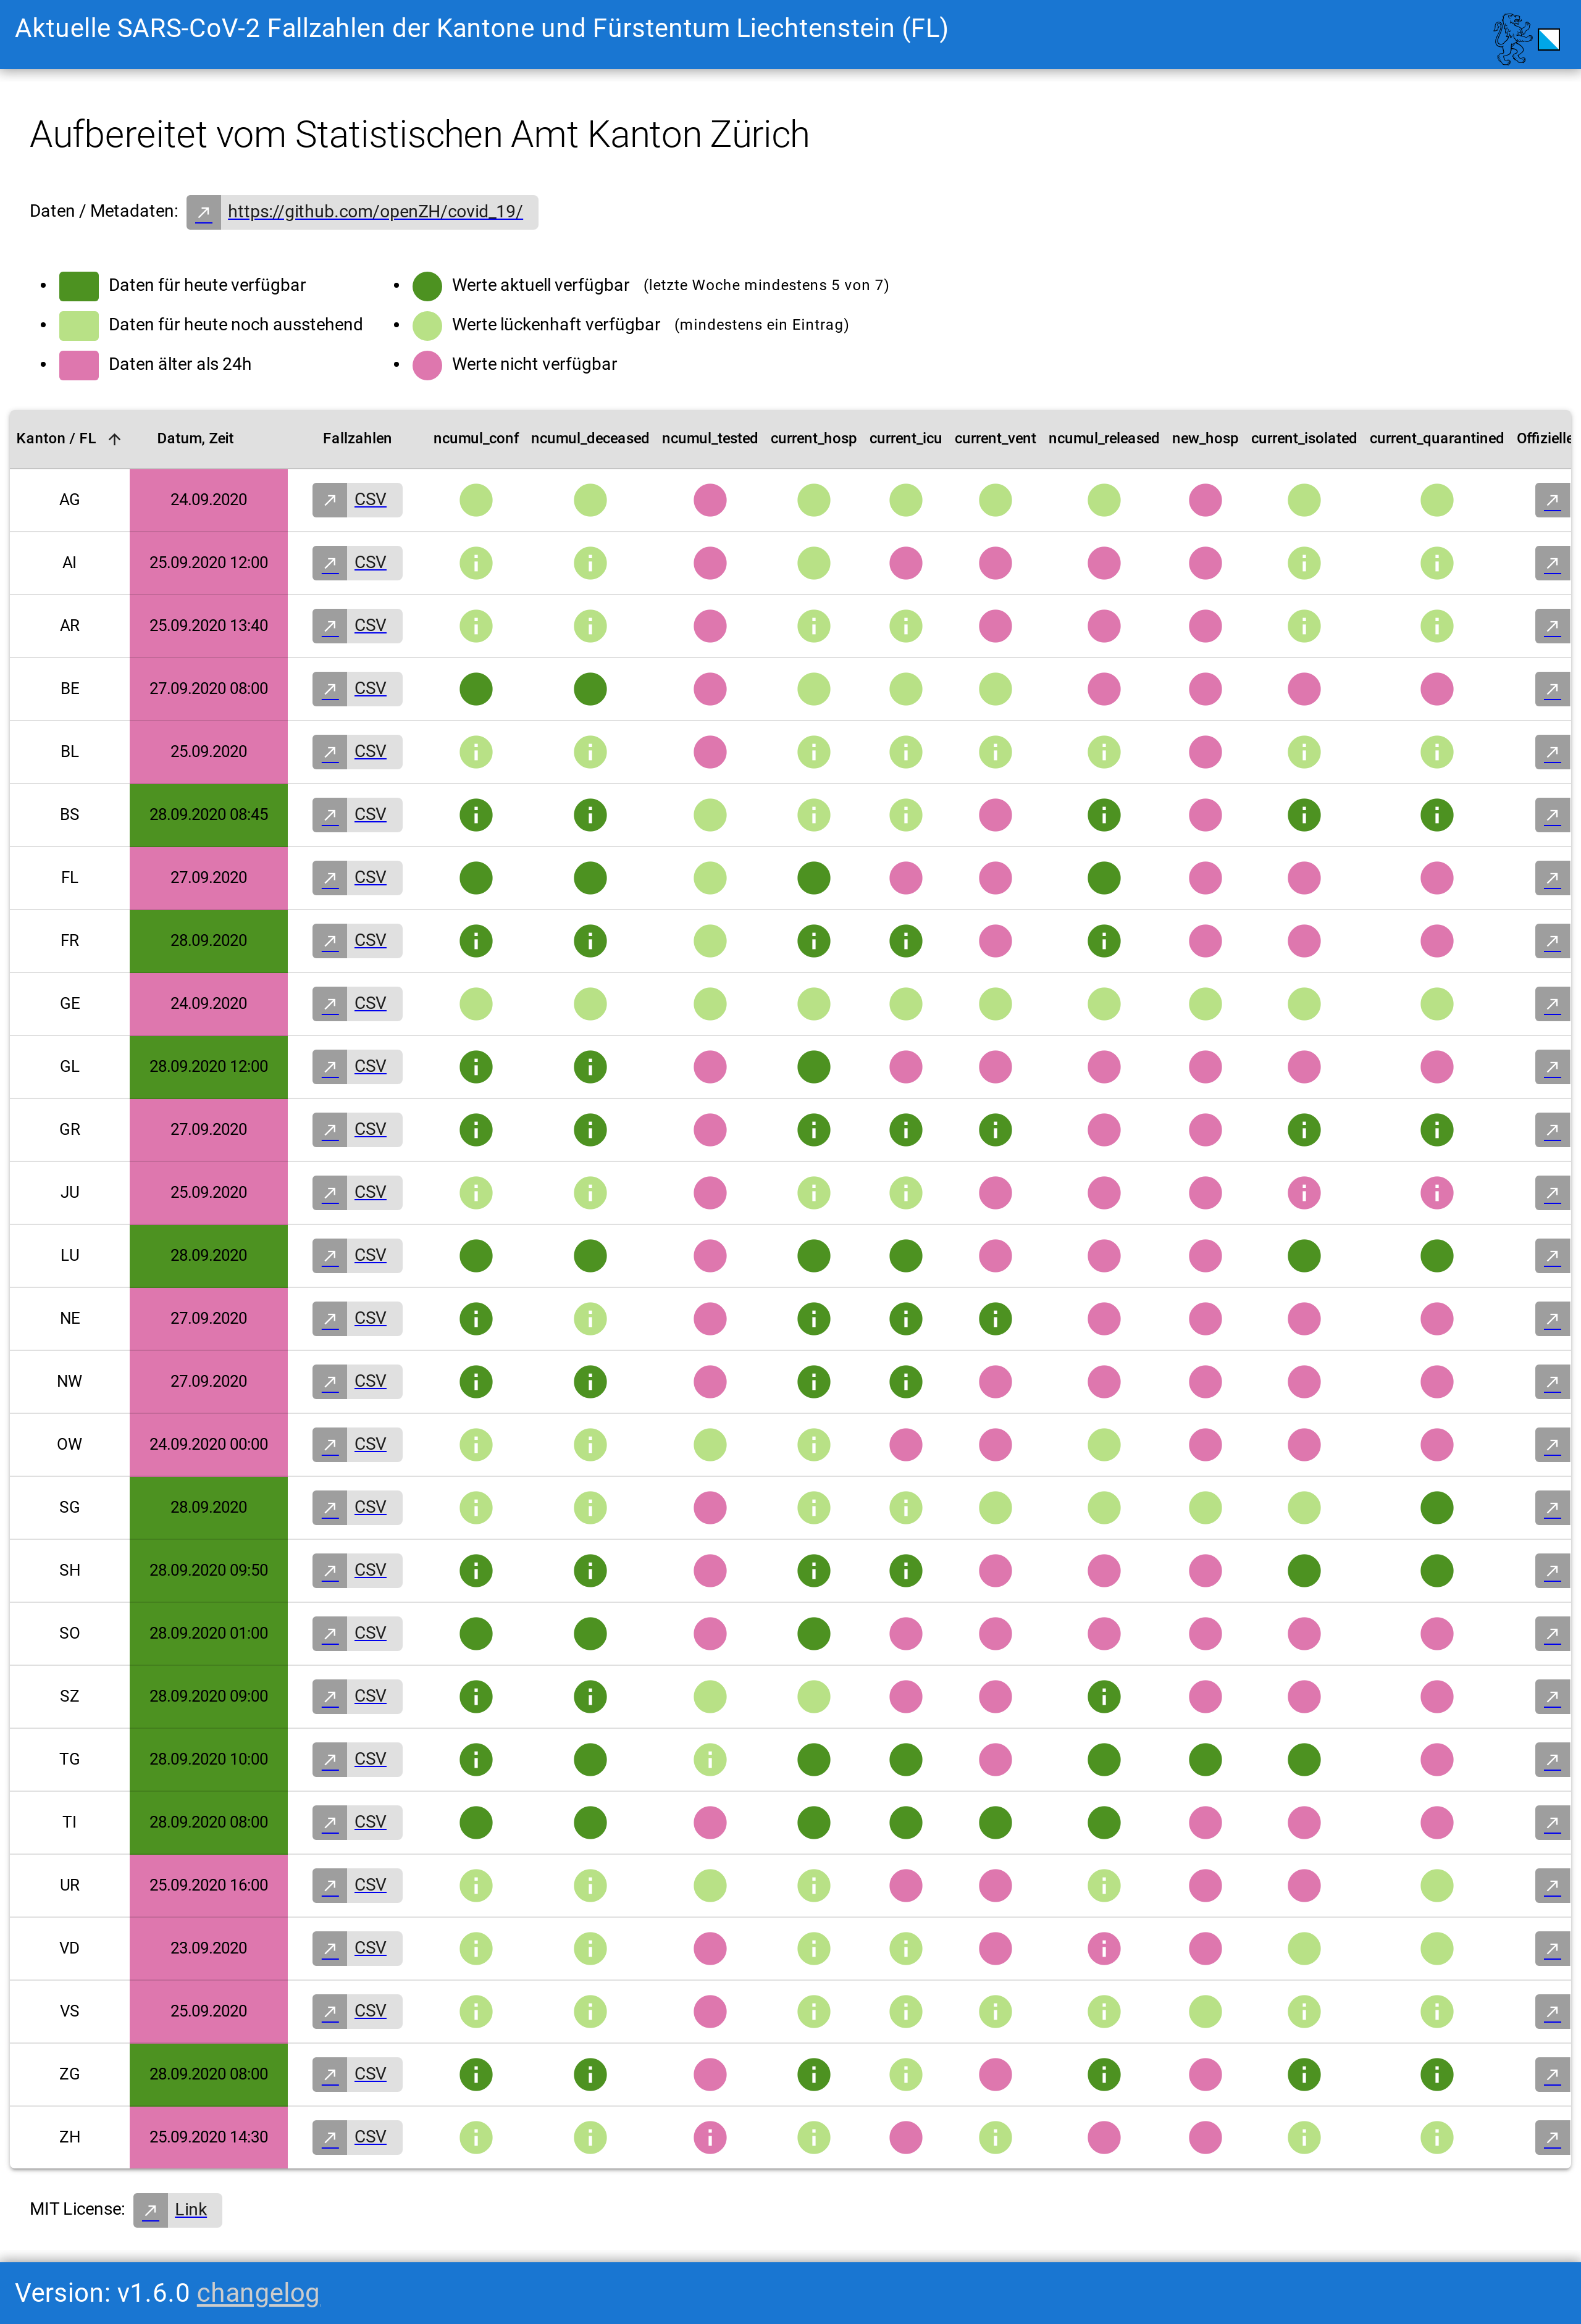 Aktuelle SARS-CoV-2 Fallzahlen der Kantone und Fürstentum Liechtenstein (FL)
Aufbereitet vom Statistischen Amt Kanton Zürich
Daten / Metadaten: https://github.com/openZH/covid_19/
Daten für heute verfügbar
Daten für heute noch ausstehend
Daten älter als 24h
Werte aktuell verfügbar (letzte Woche mindestens 5 von 7)
Werte lückenhaft verfügbar (mindestens ein Eintrag)
Werte nicht verfügbar
Kanton / FL Datum, Zeit Fallzahlen ncumul_conf ncumul_deceased ncumul_tested current_hosp current_icu current_vent ncumul_released new_hosp current_isolated current_quarantined Offizielle
AG 24.09.2020 CSV
AI 25.09.2020 12:00 CSV
AR 25.09.2020 13:40 CSV
BE 27.09.2020 08:00 CSV
BL 25.09.2020 CSV
BS 28.09.2020 08:45 CSV
FL 27.09.2020 CSV
FR 28.09.2020 CSV
GE 24.09.2020 CSV
GL 28.09.2020 12:00 CSV
GR 27.09.2020 CSV
JU 25.09.2020 CSV
LU 28.09.2020 CSV
NE 27.09.2020 CSV
NW 27.09.2020 CSV
OW 24.09.2020 00:00 CSV
SG 28.09.2020 CSV
SH 28.09.2020 09:50 CSV
SO 28.09.2020 01:00 CSV
SZ 28.09.2020 09:00 CSV
TG 28.09.2020 10:00 CSV
TI 28.09.2020 08:00 CSV
UR 25.09.2020 16:00 CSV
VD 23.09.2020 CSV
VS 25.09.2020 CSV
ZG 28.09.2020 08:00 CSV
ZH 25.09.2020 14:30 CSV
MIT License: Link
Version: v1.6.0 changelog